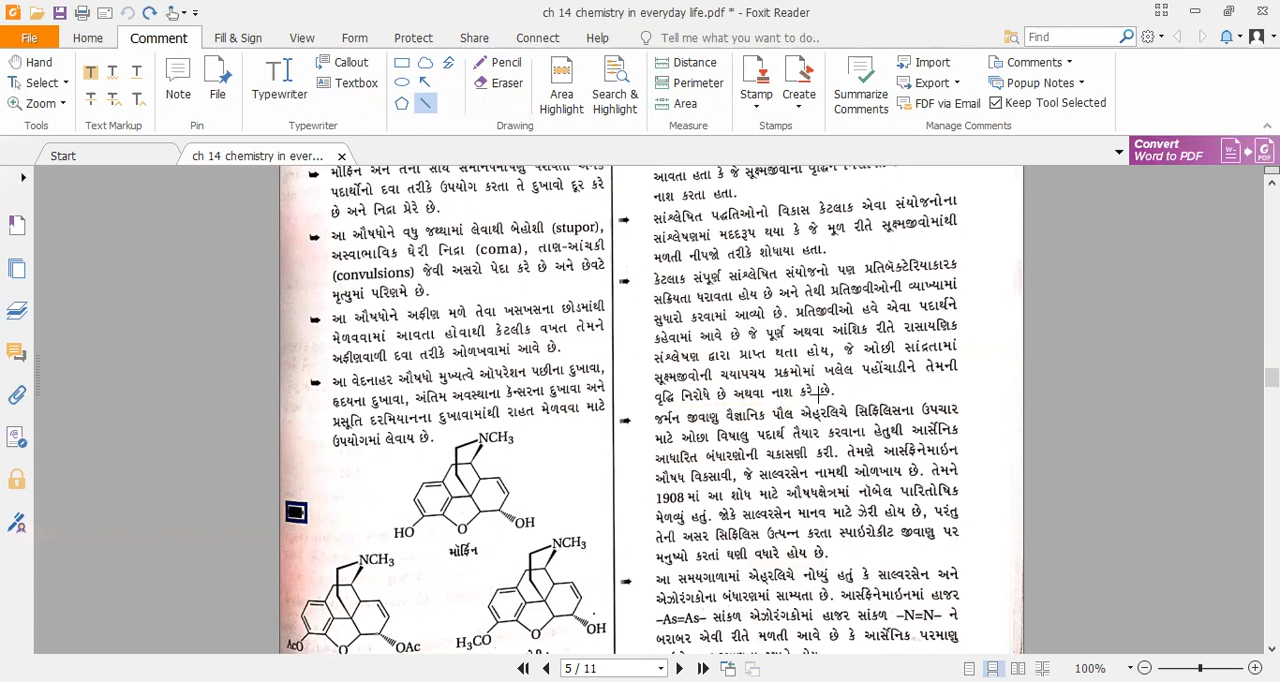 ch 14 chemistry in everyday life.pdf * - Foxit Reader
File
Home
Comment
Fill & Sign
View
Form
Protect
Share
Connect
Help
Tell me what you want to do..
Find
Hand
Select
Zoom
Tools
Text Markup
Note
File
Pin
Typewriter
Callout
Textbox
Typewriter
Pencil
Eraser
Drawing
Area Highlight
Search & Highlight
Distance
Perimeter
Area
Measure
Stamp
Create
Stamps
Summarize Comments
Import
Export
FDF via Email
Comments
Popup Notes
Keep Tool Selected
Manage Comments
Start
ch 14 chemistry in ever...
Convert
Word to PDF
પદાર્થોનો દવા તરીકે ઉપયોગ કરતા તે દુખાવો દૂર કરે
છે અને નિદ્રા પ્રેરે છે.
આ ઔષધોને વધુ જથ્થામાં લેવાથી બેહોશી (stupor),
અસ્વાભાવિક ઘેરી નિદ્રા (coma), તાણ-આંચકી
(convulsions) જેવી અસરો પેદા કરે છે અને છેવટે
મૃત્યુમાં પરિણમે છે.
આ ઔષધોને અફીણ મળે તેવા ખસખસના છોડમાંથી
મેળવવામાં આવતા હોવાથી કેટલીક વખત તેમને
અફીણવાળી દવા તરીકે ઓળખવામાં આવે છે.
આ વેદનાહર ઔષધો મુખ્યત્વે ઓપરેશન પછીના દુખાવા,
હૃદયના દુખાવા, અંતિમ અવસ્થાના કેન્સરના દુખાવા અને
પ્રસૂતિ દરમિયાનના દુખાવામાંથી રાહત મેળવવા માટે
ઉપયોગમાં લેવાય છે.
NCH3
HO
O
OH
મોર્ફિન
NCH3
AcO
O
OAc
NCH3
H3CO
O
OH
આવતા હતા કે જે સૂક્ષ્મજીવોની વૃદ્ધિને
નાશ કરતા હતા.
સાંશ્લેષિત પદ્ધતિઓનો વિકાસ કેટલાક એવા સંયોજનોના
સાંશ્લેષણમાં મદદરૂપ થયા કે જે મૂળ રીતે સૂક્ષ્મજીવોમાંથી
મળતી નીપજો તરીકે શોધાયા હતા.
કેટલાક સંપૂર્ણ સાંશ્લેષિત સંયોજનો પણ પ્રતિબૅક્ટેરિયાકારક
સક્રિયતા ધરાવતા હોય છે અને તેથી પ્રતિજીવીઓની વ્યાખ્યામાં
સુધારો કરવામાં આવ્યો છે. પ્રતિજીવીઓ હવે એવા પદાર્થને
કહેવામાં આવે છે જે પૂર્ણ અથવા આંશિક રીતે રાસાયણિક
સંશ્લેષણ દ્વારા પ્રાપ્ત થતા હોય, જે ઓછી સાંદ્રતામાં
સૂક્ષ્મજીવોની ચયાપચય પ્રક્રમોમાં ખલેલ પહોંચાડીને તેમની
વૃદ્ધિ નિરોધે છે અથવા નાશ કરે છે.
જર્મન જીવાણુ વૈજ્ઞાનિક પૌલ એહરલિચે સિફિલિસના ઉપચાર
માટે ઓછા વિષાલુ પદાર્થ તૈયાર કરવાના હેતુથી આર્સેનિક
આધારિત બંધારણોની ચકાસણી કરી. તેમણે આર્સફિનેમાઇન
ઔષધ વિકસાવી, જે સાલ્વરસેન નામથી ઓળખાય છે. તેમને
1908 માં આ શોધ માટે ઔષધક્ષેત્રમાં નૉબેલ પારિતોષિક
મેળવ્યું હતું. જોકે સાલ્વરસેન માનવ માટે ઝેરી હોય છે, પરંતુ
તેની અસર સિફિલિસ ઉત્પન્ન કરતા સ્પાઇરોકીટ જીવાણુ પર
મનુષ્યો કરતાં ઘણી વધારે હોય છે.
આ સમયગાળામાં એહરલિચે નોંધ્યું હતું કે સાલ્વરસેન અને
એઝોરંગકોના બંધારણમાં સામ્યતા છે. આર્સફિનેમાઇનમાં હાજર
–As=As– સાંકળ એઝોરંગકોમાં હાજર સાંકળ –N=N– ને
બરાબર એવી રીતે મળતી આવે છે કે આર્સેનિક પરમાણુ
5 / 11
100%